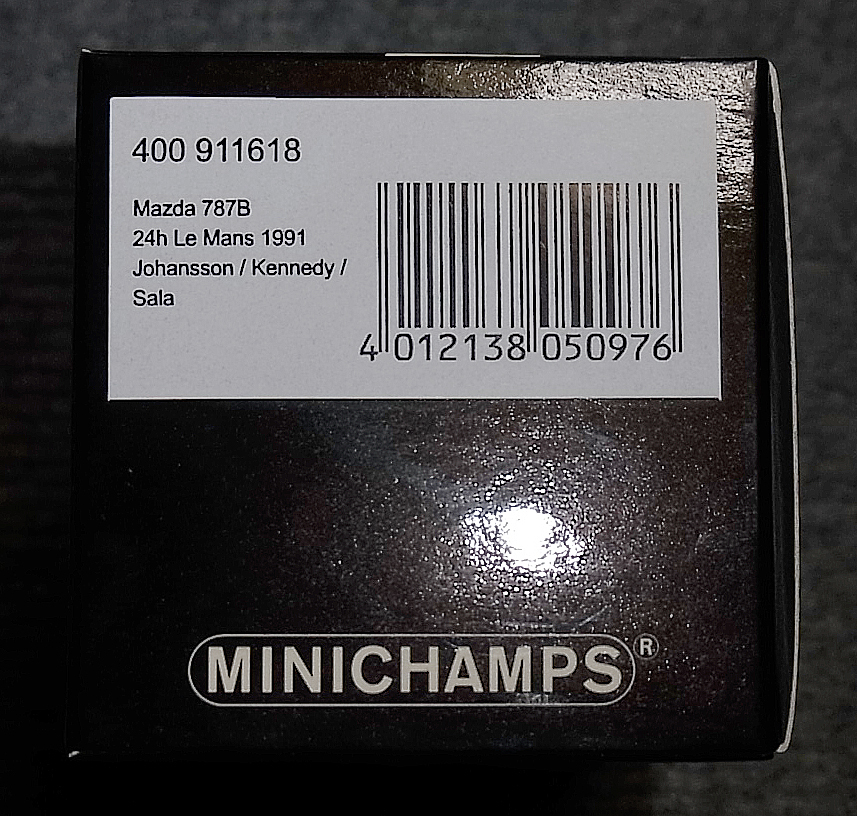 400 911618
Mazda 787B
24h Le Mans 1991
Johansson / Kennedy /
Sala
4 012138 050976
MINICHAMPS®